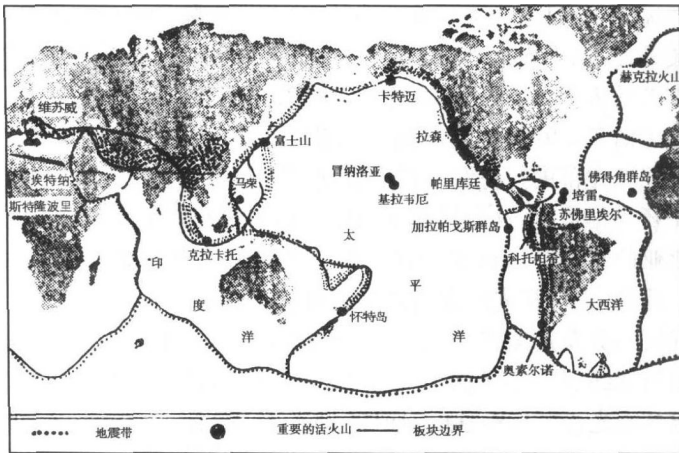 赫克拉火山
卡特迈
维苏威
拉森
富士山
冒纳洛亚
埃特纳
马荣
帕里库廷
佛得角群岛
培雷
基拉韦厄
斯特隆波里
苏佛里埃尔
加拉帕戈斯群岛
太
克拉卡托
科托帕希
印
平
度
大西洋
怀特岛
洋
洋
奥索尔诺
地震带
重要的活火山
板块边界